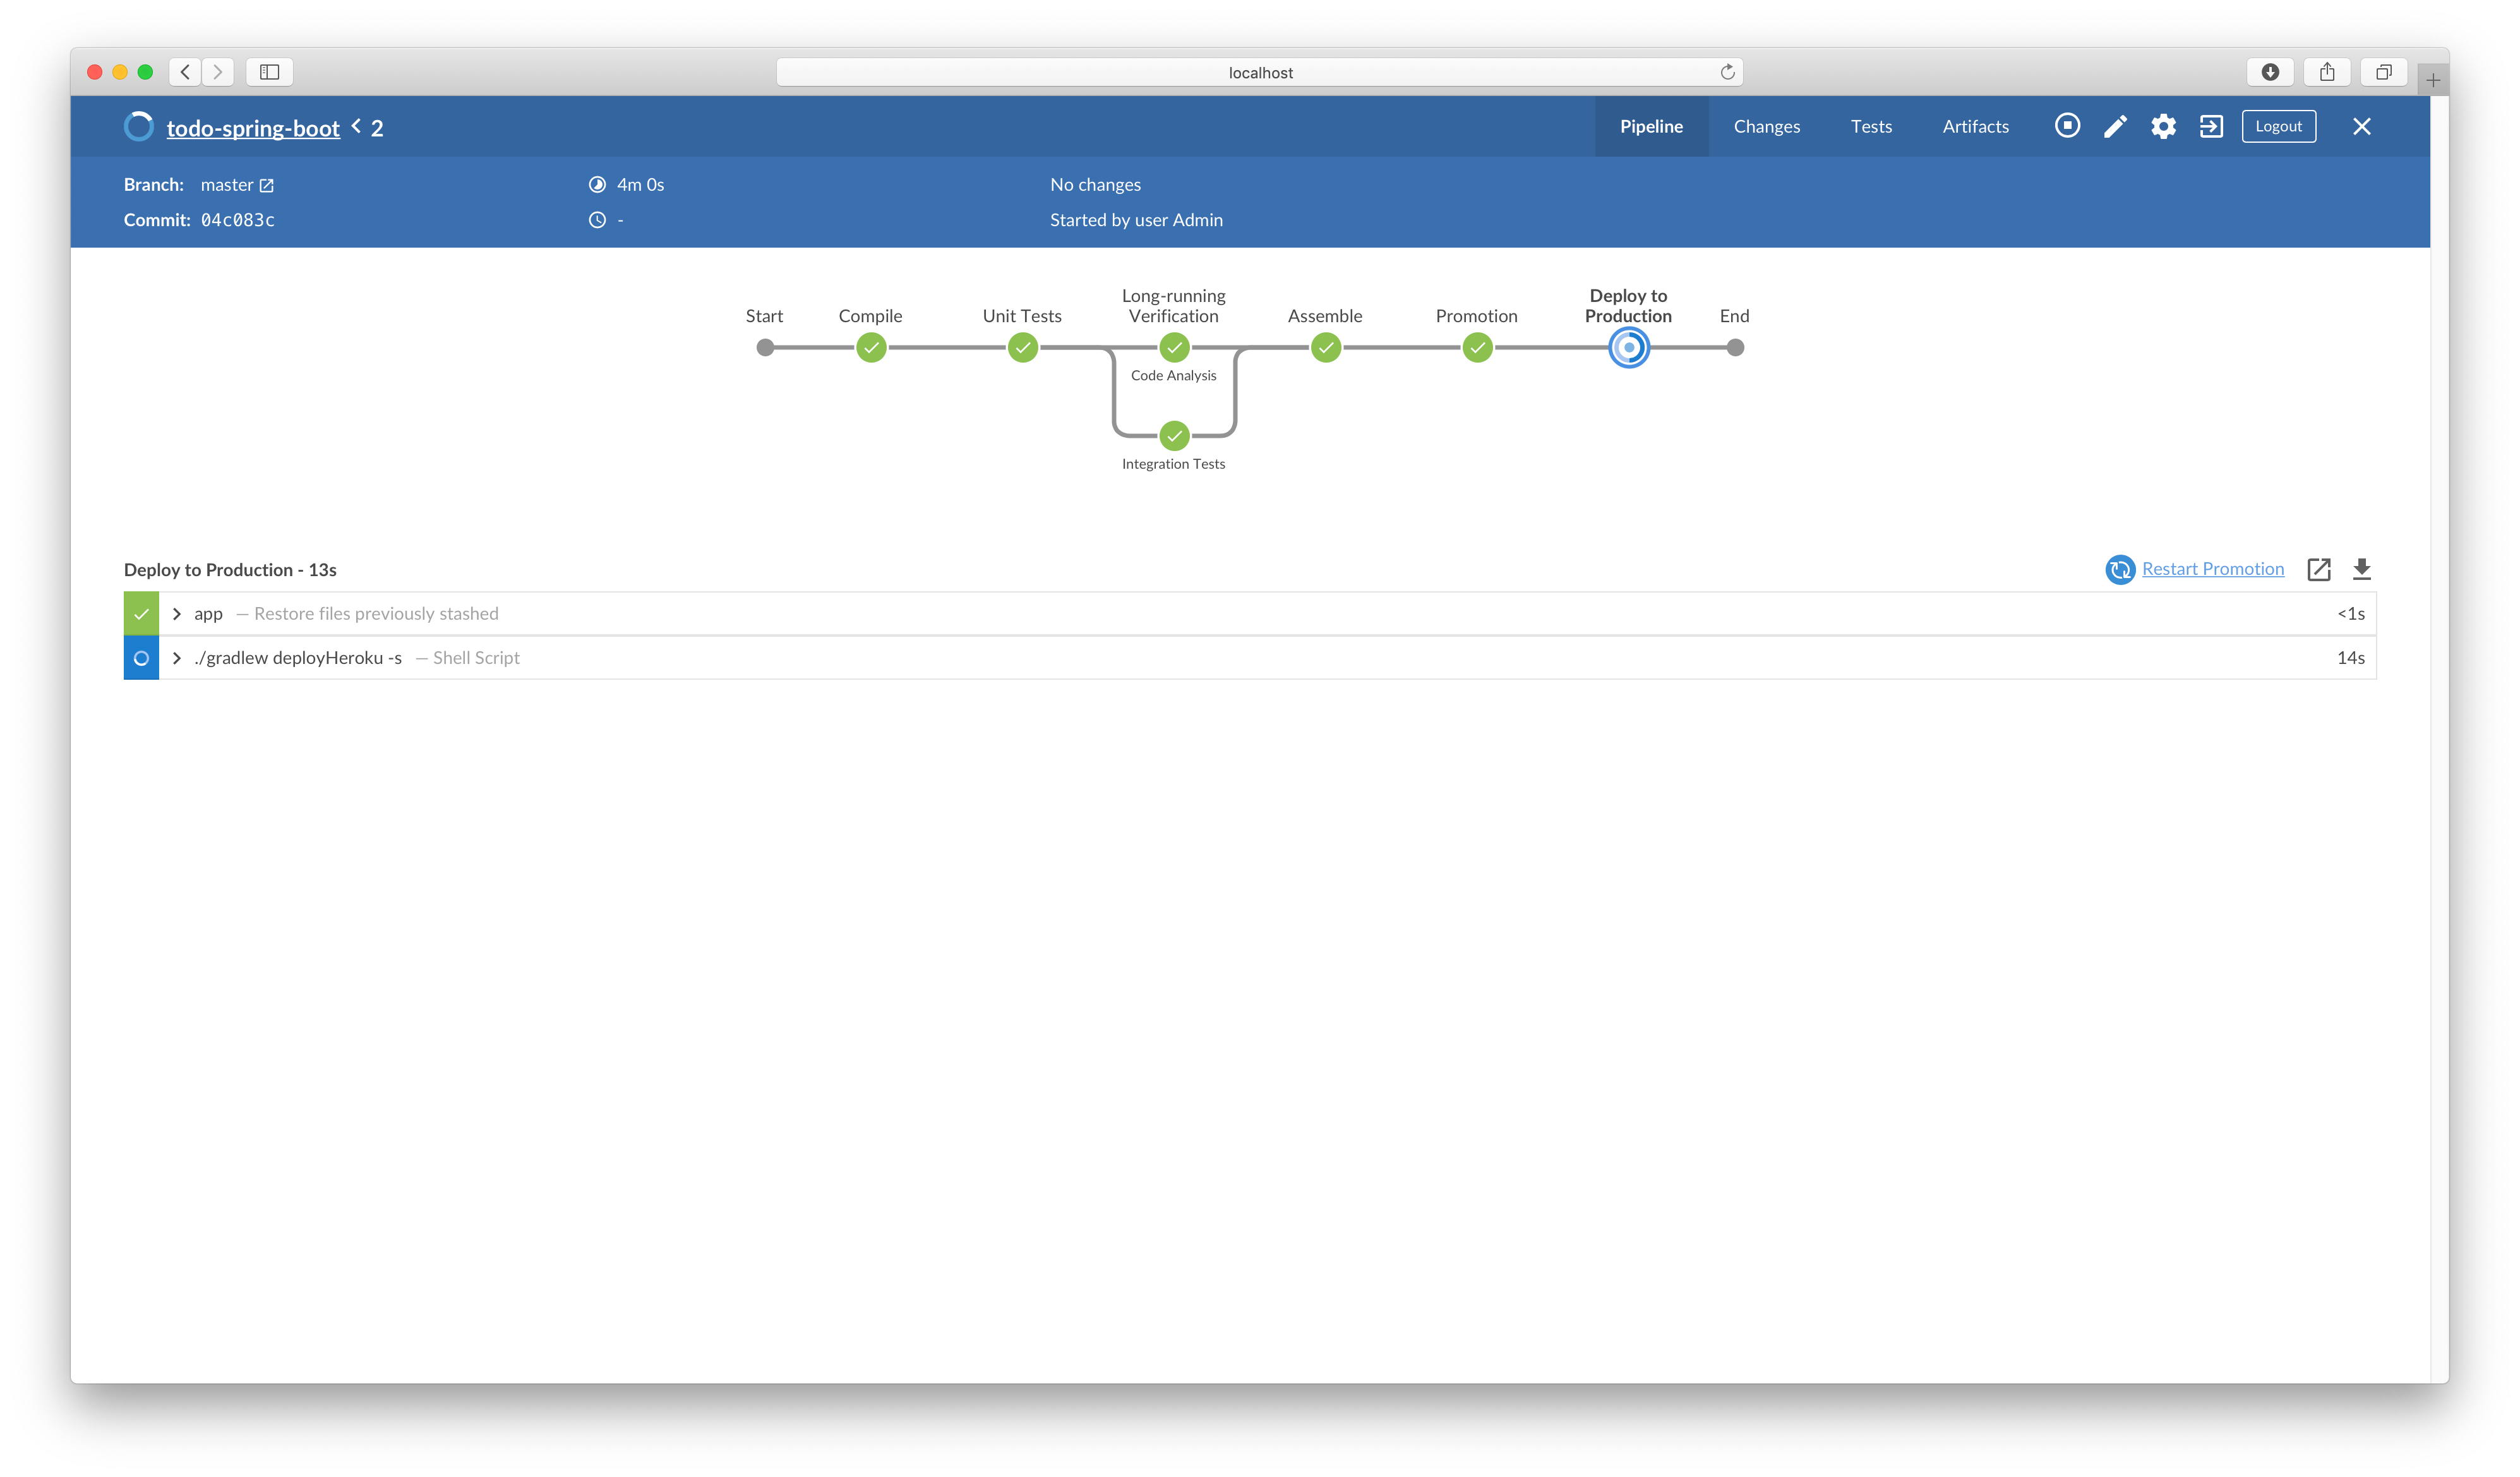 localhost
todo-spring-boot < 2
Pipeline
Changes
Tests
Artifacts
Logout
Branch: master
4m 0s
No changes
Commit: 04c083c
-
Started by user Admin
Start
Compile
Unit Tests
Long-running
Verification
Assemble
Promotion
Deploy to
Production
End
Code Analysis
Integration Tests
Deploy to Production - 13s
Restart Promotion
app — Restore files previously stashed
<1s
./gradlew deployHeroku -s — Shell Script
14s